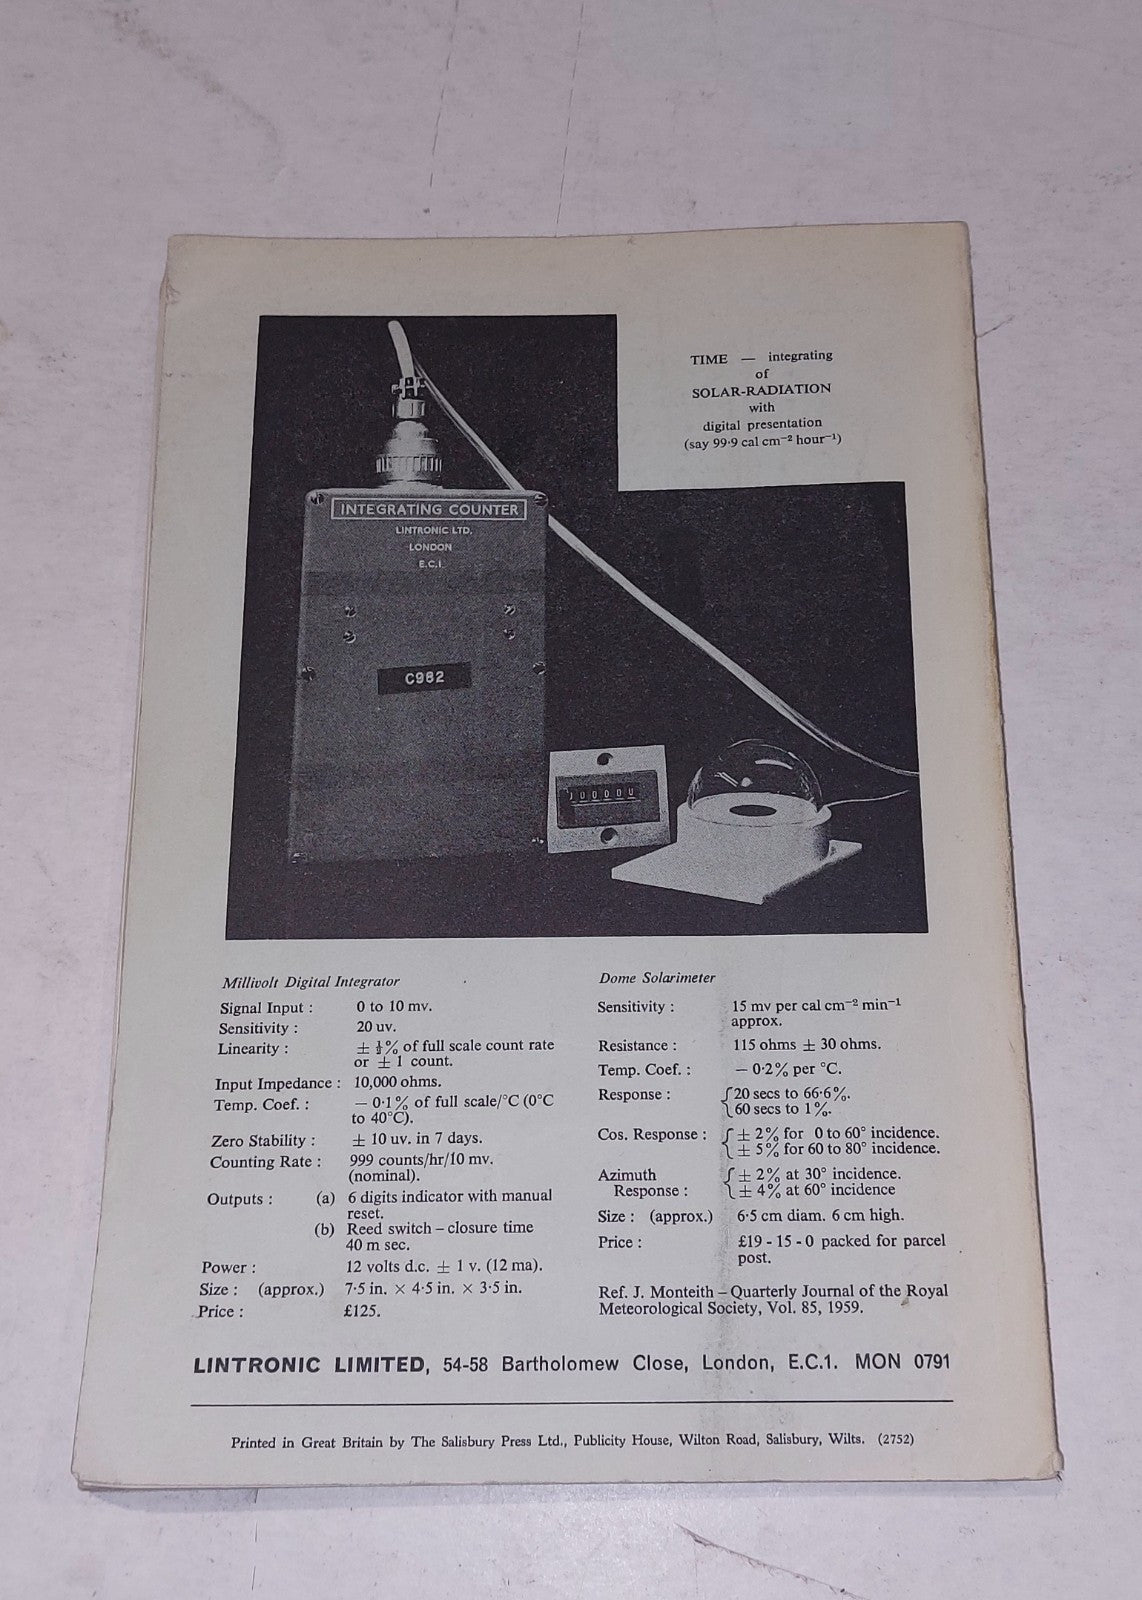 TIME — integrating
of
SOLAR-RADIATION
with
digital presentation
(say 99·9 cal cm⁻² hour⁻¹)
INTEGRATING COUNTER
LINTRONIC LTD.
LONDON
E.C.1.
C982
Millivolt Digital Integrator
Signal Input : 0 to 10 mv.
Sensitivity : 20 uv.
Linearity : ± ½% of full scale count rate
or ± 1 count.
Input Impedance : 10,000 ohms.
Temp. Coef. : — 0·1% of full scale/°C (0°C
to 40°C).
Zero Stability : ± 10 uv. in 7 days.
Counting Rate : 999 counts/hr/10 mv.
(nominal).
Outputs : (a) 6 digits indicator with manual
reset.
(b) Reed switch – closure time
40 m sec.
Power : 12 volts d.c. ± 1 v. (12 ma).
Size : (approx.) 7·5 in. × 4·5 in. × 3·5 in.
Price : £125.
Dome Solarimeter
Sensitivity : 15 mv per cal cm⁻² min⁻¹
approx.
Resistance : 115 ohms ± 30 ohms.
Temp. Coef. : — 0·2% per °C.
Response : 20 secs to 66·6%.
60 secs to 1%.
Cos. Response : ± 2% for 0 to 60° incidence.
± 5% for 60 to 80° incidence.
Azimuth ± 2% at 30° incidence.
Response : ± 4% at 60° incidence
Size : (approx.) 6·5 cm diam. 6 cm high.
Price : £19 - 15 - 0 packed for parcel
post.
Ref. J. Monteith – Quarterly Journal of the Royal
Meteorological Society, Vol. 85, 1959.
LINTRONIC LIMITED, 54-58 Bartholomew Close, London, E.C.1. MON 0791
Printed in Great Britain by The Salisbury Press Ltd., Publicity House, Wilton Road, Salisbury, Wilts. (2752)